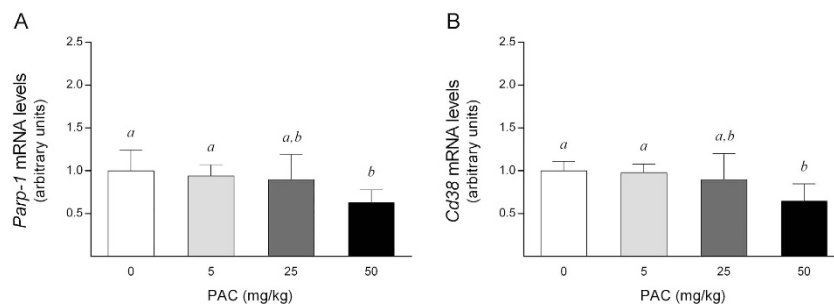 A
Parp-1 mRNA levels
(arbitrary units)
2.5
2.0
1.5
1.0
0.5
a
a
a,b
b
0
5
25
50
PAC (mg/kg)
B
Cd38 mRNA levels
(arbitrary units)
2.5
2.0
1.5
1.0
0.5
a
a
a,b
b
0
5
25
50
PAC (mg/kg)